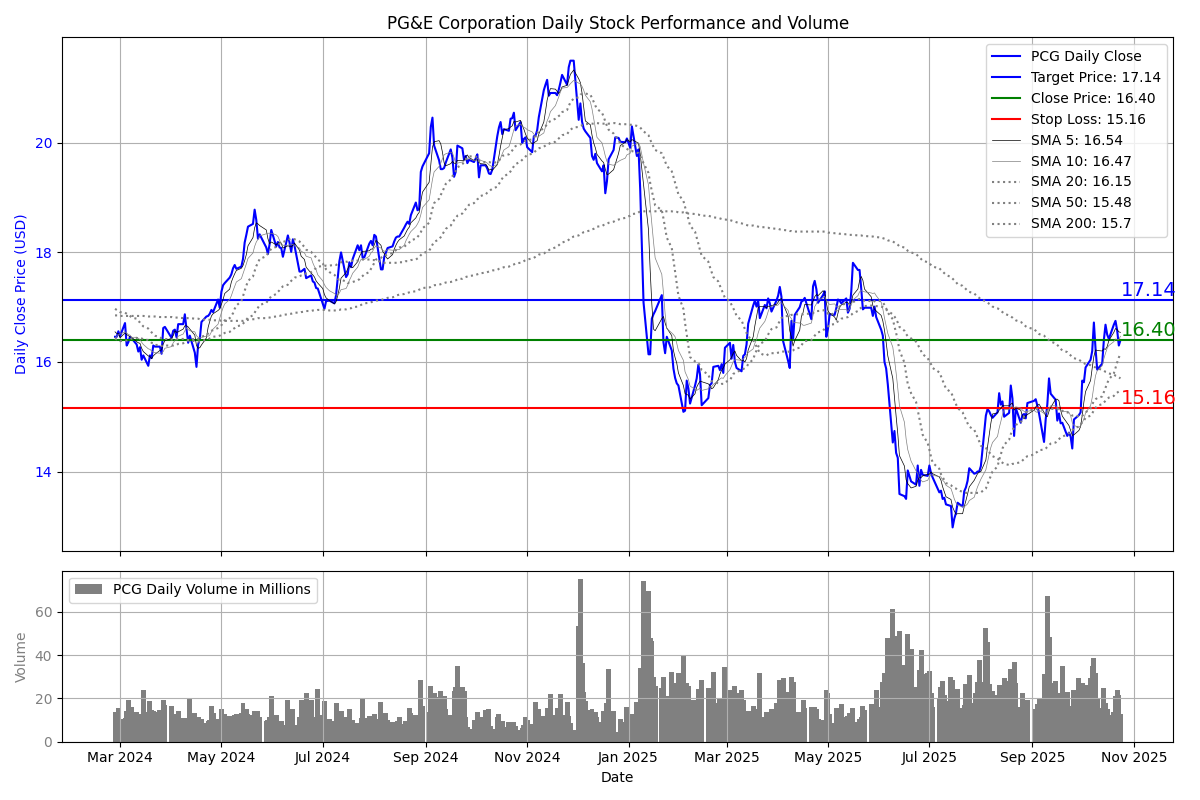 PG&E Corporation Daily Stock Performance and Volume
PCG Daily Close
Target Price: 17.14
Close Price: 16.40
Stop Loss: 15.16
SMA 5: 16.54
SMA 10: 16.47
SMA 20: 16.15
SMA 50: 15.48
SMA 200: 15.7
Daily Close Price (USD)
20
18
16
14
17.14
16.40
15.16
PCG Daily Volume in Millions
Volume
60
40
20
0
Mar 2024 May 2024 Jul 2024 Sep 2024 Nov 2024 Jan 2025 Mar 2025 May 2025 Jul 2025 Sep 2025 Nov 2025
Date